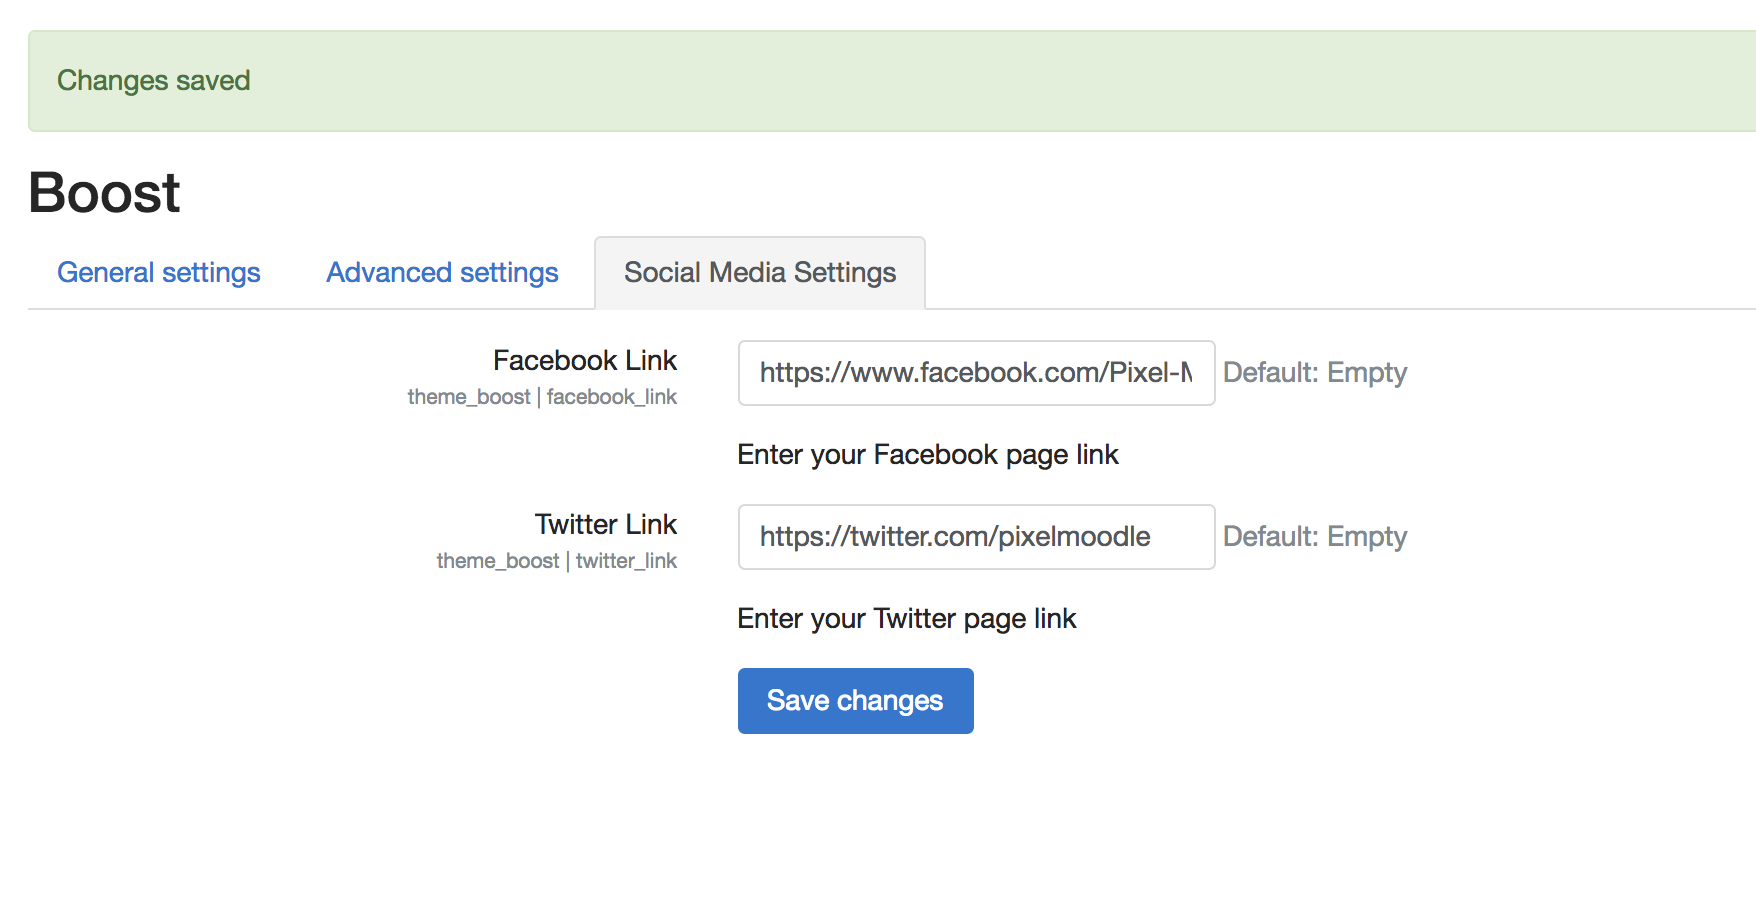 Changes saved
Boost
General settings Advanced settings Social Media Settings
Facebook Link https://www.facebook.com/Pixel- Default: Empty
theme_boost | facebook_link
Enter your Facebook page link
Twitter Link https://twitter.com/pixelmoodle Default: Empty
theme_boost | twitter_link
Enter your Twitter page link
Save changes